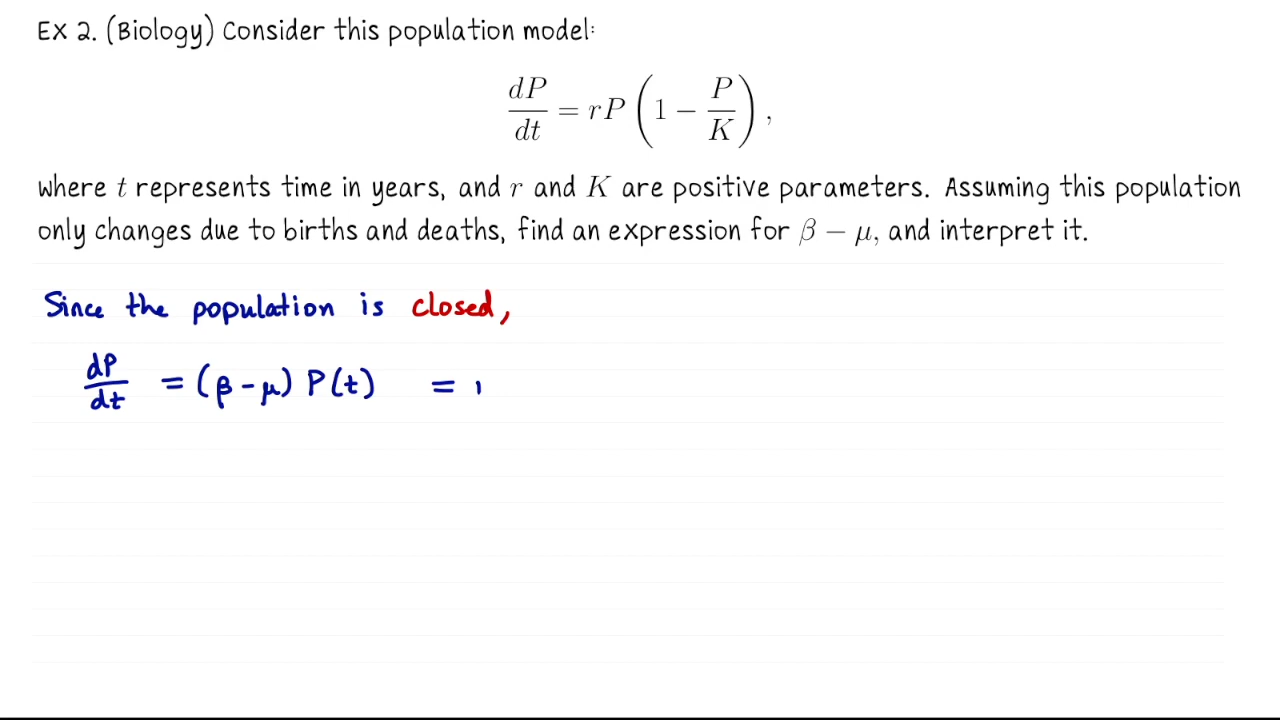 Ex 2. (Biology) Consider this population model:
dP/dt = rP(1 − P/K),
where t represents time in years, and r and K are positive parameters. Assuming this population
only changes due to births and deaths, find an expression for β − μ, and interpret it.
Since the population is closed,
dP/dt = (β − μ) P(t) =